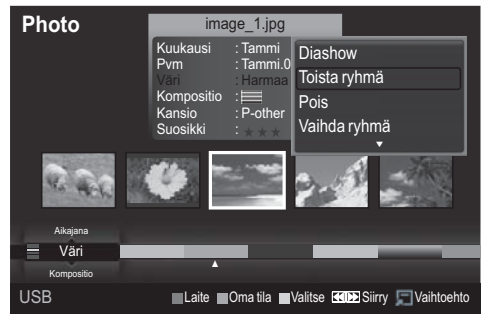 Photo
image_1.jpg
Kuukausi : Tammi
Pvm : Tammi.0
Väri : Harmaa
Kompositio :
Kansio : P-other
Suosikki : ★★★
Diashow
Toista ryhmä
Pois
Vaihda ryhmä
Aikajana
Väri
Kompositio
USB
Laite Oma tila Valitse Siirry Vaihtoehto